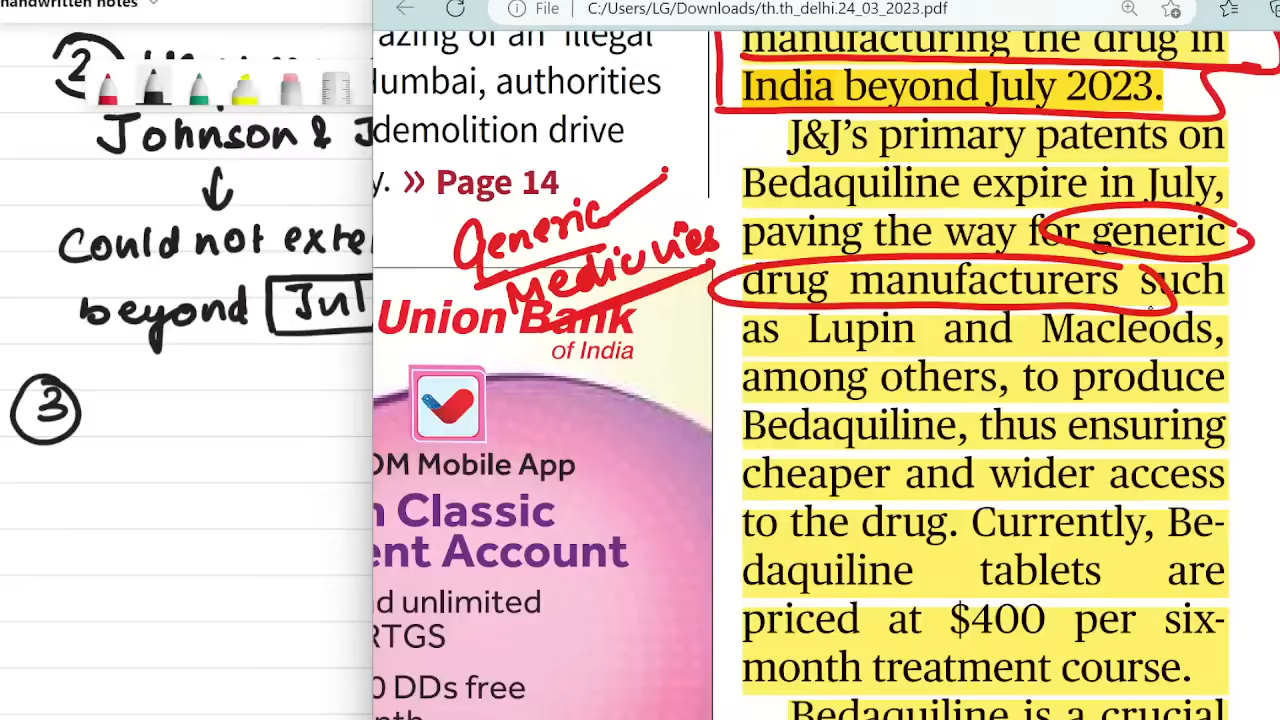 handwritten notes
2
Johnson & J
Could not exte
beyond Jul
3
File
C:/Users/LG/Downloads/th.th_delhi.24_03_2023.pdf
azing of an illegal
Mumbai, authorities
demolition drive
y. » Page 14
Generic
Medicines
Union Bank
of India
OM Mobile App
n Classic
ent Account
d unlimited
RTGS
0 DDs free
nth
manufacturing the drug in
India beyond July 2023.
J&J's primary patents on
Bedaquiline expire in July,
paving the way for generic
drug manufacturers such
as Lupin and Macleods,
among others, to produce
Bedaquiline, thus ensuring
cheaper and wider access
to the drug. Currently, Be-
daquiline tablets are
priced at $400 per six-
month treatment course.
Bedaquiline is a crucial